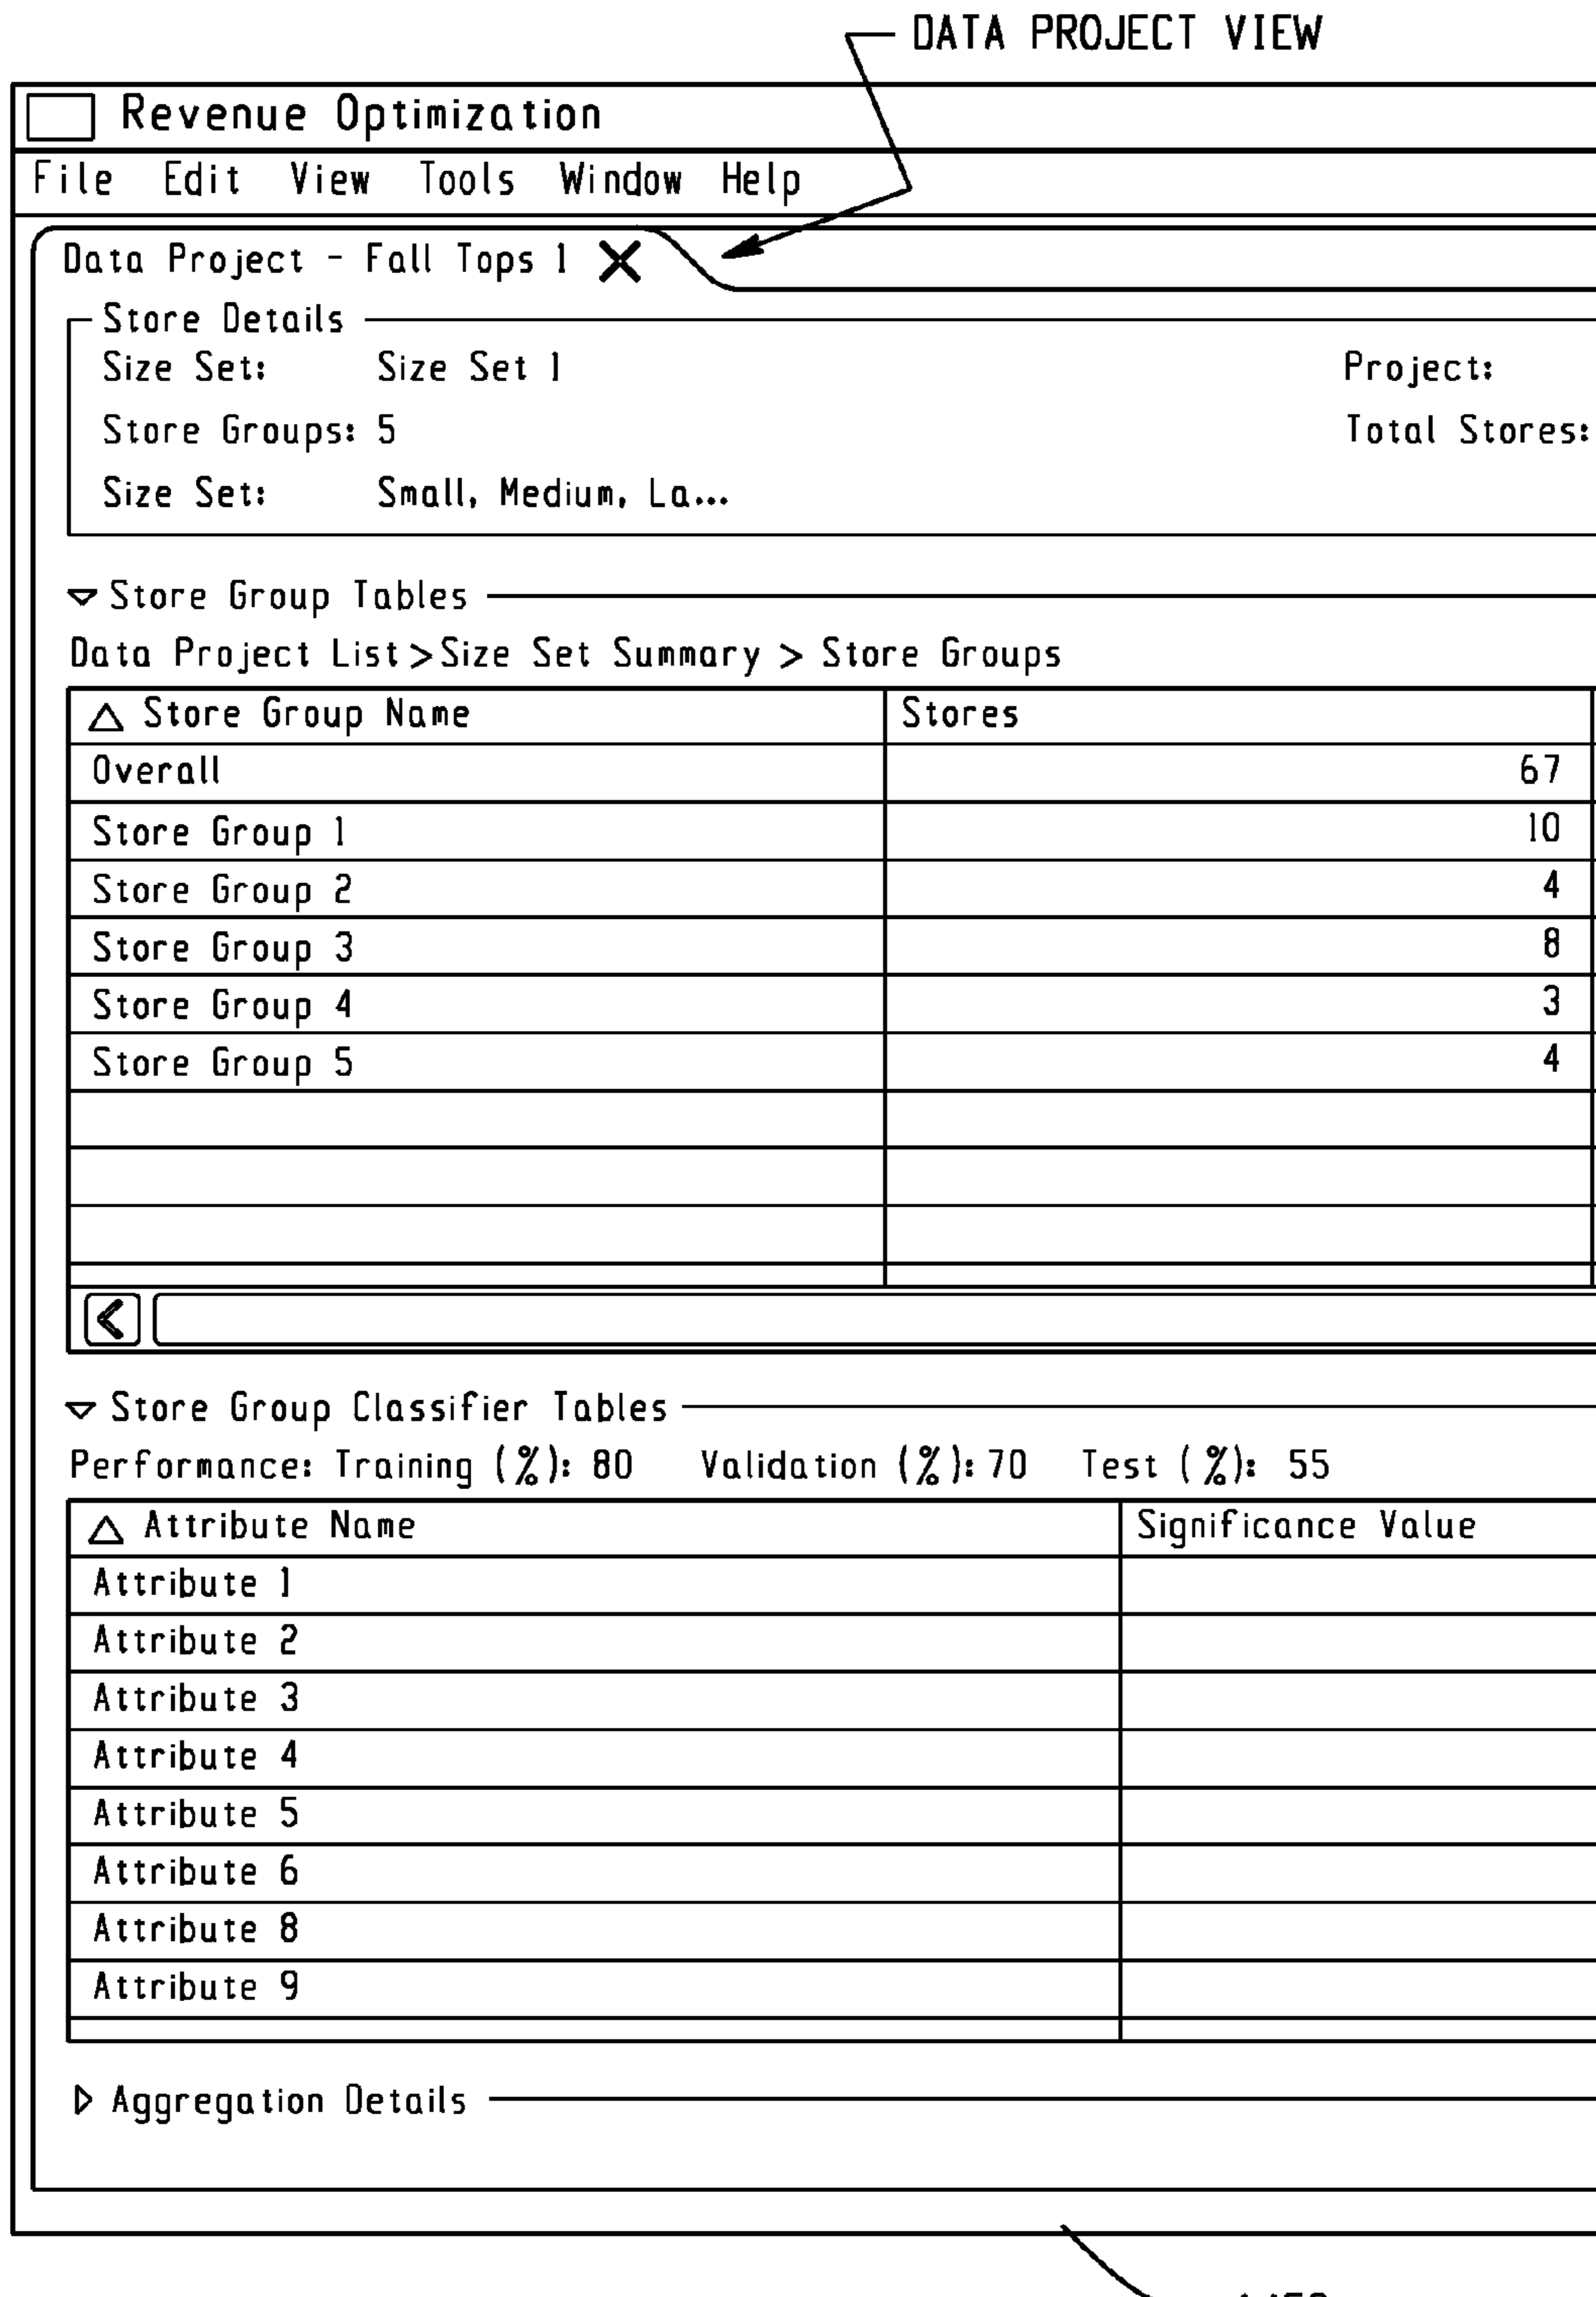 DATA PROJECT VIEW
Revenue Optimization
File Edit View Tools Window Help
Data Project - Fall Tops 1
Store Details
Size Set: Size Set 1 Project:
Store Groups: 5 Total Stores:
Size Set: Small, Medium, La...
Store Group Tables
Data Project List>Size Set Summary > Store Groups
Store Group Name Stores
Overall 67
Store Group 1 10
Store Group 2 4
Store Group 3 8
Store Group 4 3
Store Group 5 4
Store Group Classifier Tables
Performance: Training (%): 80 Validation (%): 70 Test (%): 55
Attribute Name Significance Value
Attribute 1
Attribute 2
Attribute 3
Attribute 4
Attribute 5
Attribute 6
Attribute 8
Attribute 9
Aggregation Details